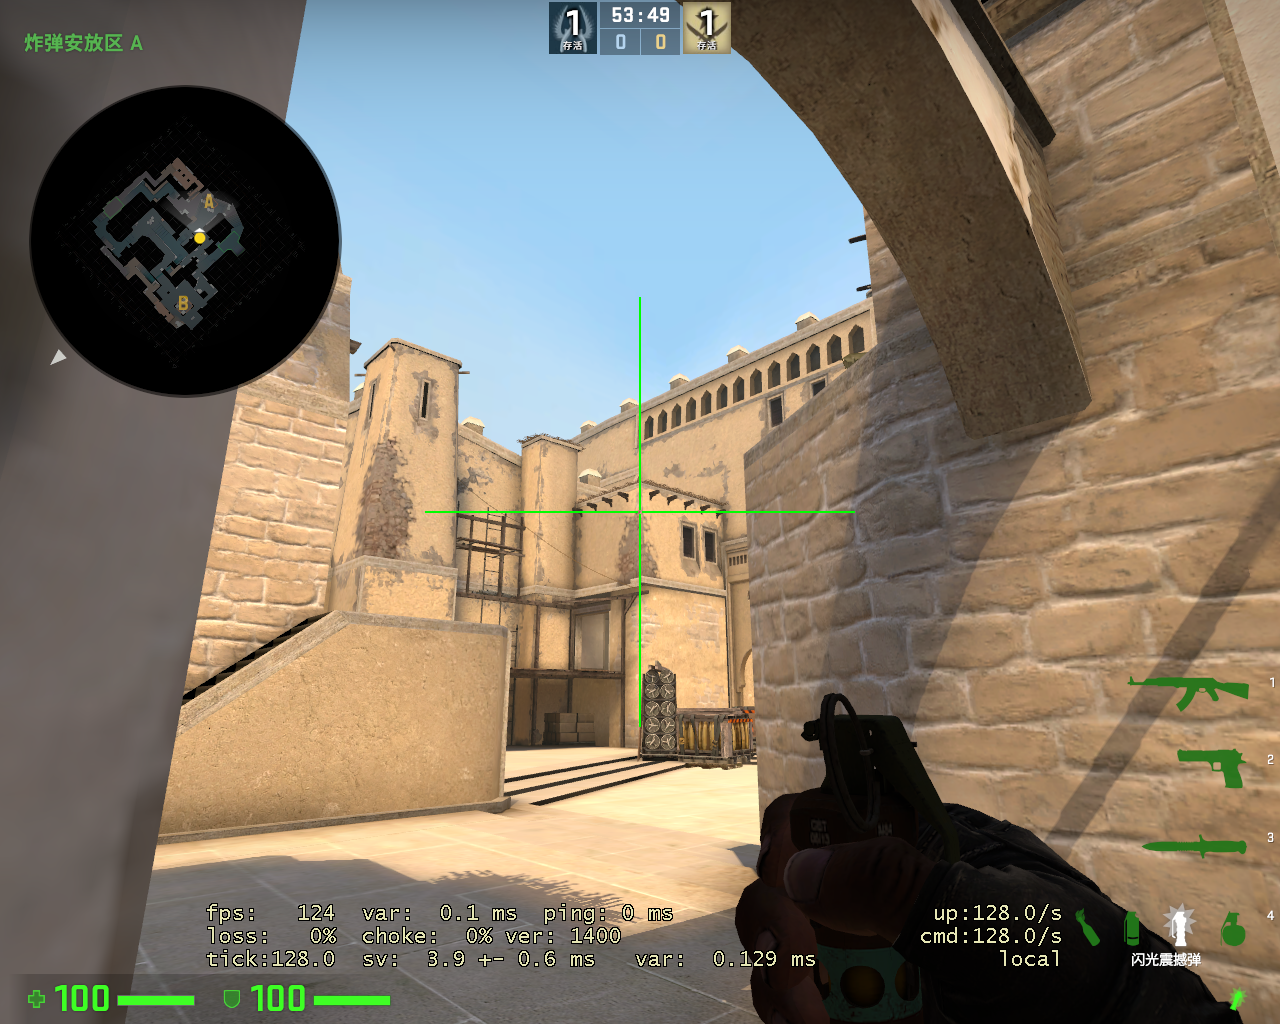 炸弹安放区 A
1 53:49 1
存活 0 0 存活
A
B
1
2
3
4
闪光震撼弹
fps: 124 var: 0.1 ms ping: 0 ms
loss: 0% choke: 0% ver: 1400
tick:128.0 sv: 3.9 +- 0.6 ms var: 0.129 ms
up:128.0/s
cmd:128.0/s
local
100 100